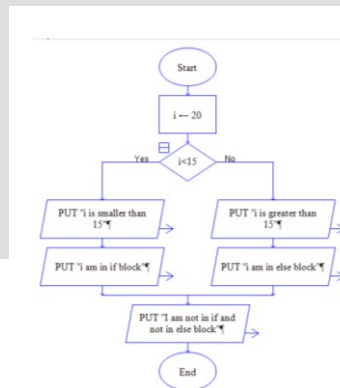 Start
i ← 20
Yes
i<15
No
PUT "i is smaller than
15"¶
PUT "i is greater than
15"¶
PUT "i am in if block"¶
PUT "i am in else block"¶
PUT "I am not in if and
not in else block"¶
End